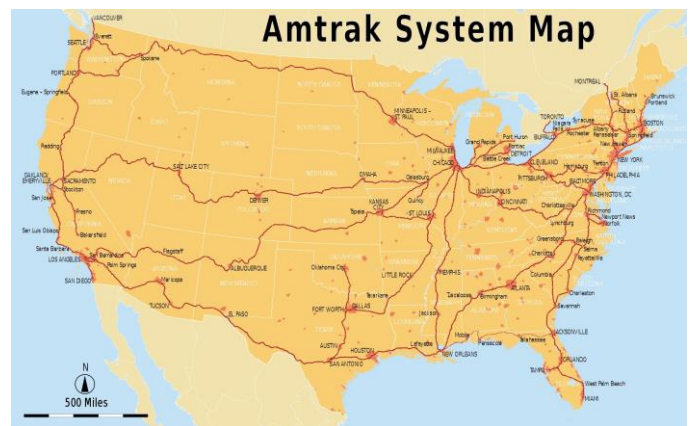 Amtrak System Map
VANCOUVER
SEATTLE
Everett
Spokane
PORTLAND
Eugene – Springfield
Redding
OAKLAND/
EMERYVILLE
SACRAMENTO
Stockton
San Jose
Fresno
San Luis Obispo
Bakersfield
Santa Barbara
San Bernardino
LOS ANGELES
Palm Springs
SAN DIEGO
SALT LAKE CITY
DENVER
Flagstaff
ALBUQUERQUE
Maricopa
TUCSON
EL PASO
MINNEAPOLIS –
ST PAUL
MILWAUKEE
CHICAGO
OMAHA
Galesburg
Quincy
KANSAS
CITY
Topeka
ST LOUIS
Oklahoma City
FORT WORTH
DALLAS
AUSTIN
SAN ANTONIO
HOUSTON
LITTLE ROCK
Texarkana
MEMPHIS
Jackson
Lafayette
NEW ORLEANS
Grand Rapids
Port Huron
Pontiac
DETROIT
Battle Creek
INDIANAPOLIS
CINCINNATI
CLEVELAND
PITTSBURGH
TORONTO
Niagara
Falls
BUFFALO
Rochester
Syracuse
Albany
Rensselaer
MONTREAL
St. Albans
Rutland
Brunswick
Portland
BOSTON
Springfield
New Haven
NEW YORK
Trenton
PHILADELPHIA
Harrisburg
BALTIMORE
WASHINGTON, DC
Charlottesville
Richmond
Newport News
Norfolk
Lynchburg
Greensboro
Raleigh
Selma
Fayetteville
Charlotte
Columbia
Charleston
Savannah
ATLANTA
Birmingham
Mobile
Pensacola
Tallahassee
JACKSONVILLE
ORLANDO
TAMPA
West Palm Beach
MIAMI
N
500 Miles